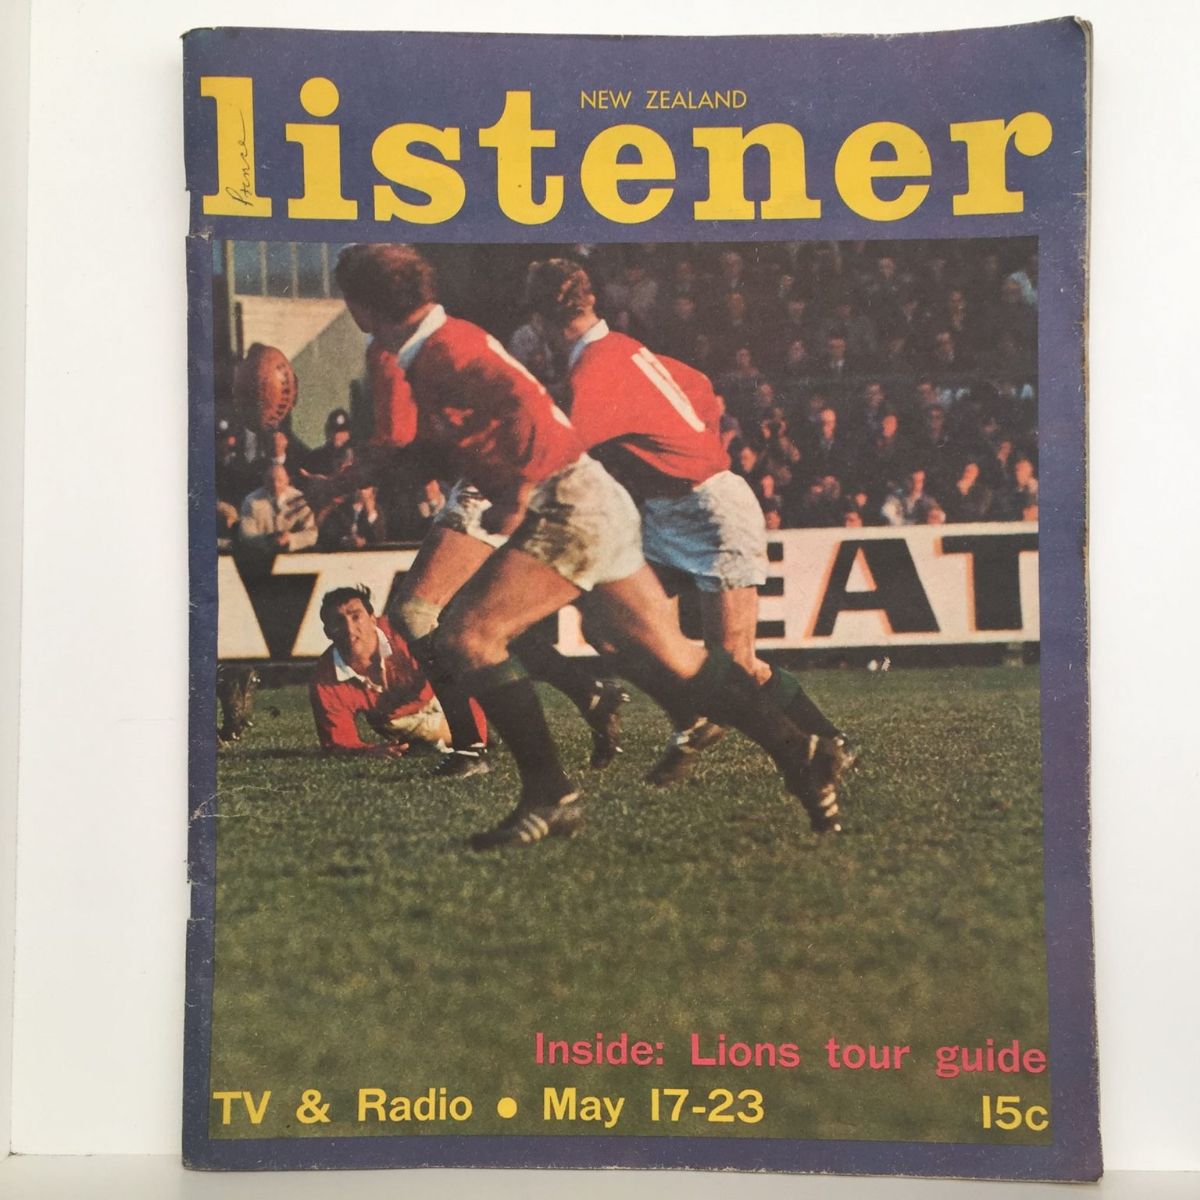 NEW ZEALAND
listener
EAT
Inside: Lions tour guide
TV & Radio • May 17-23
15c